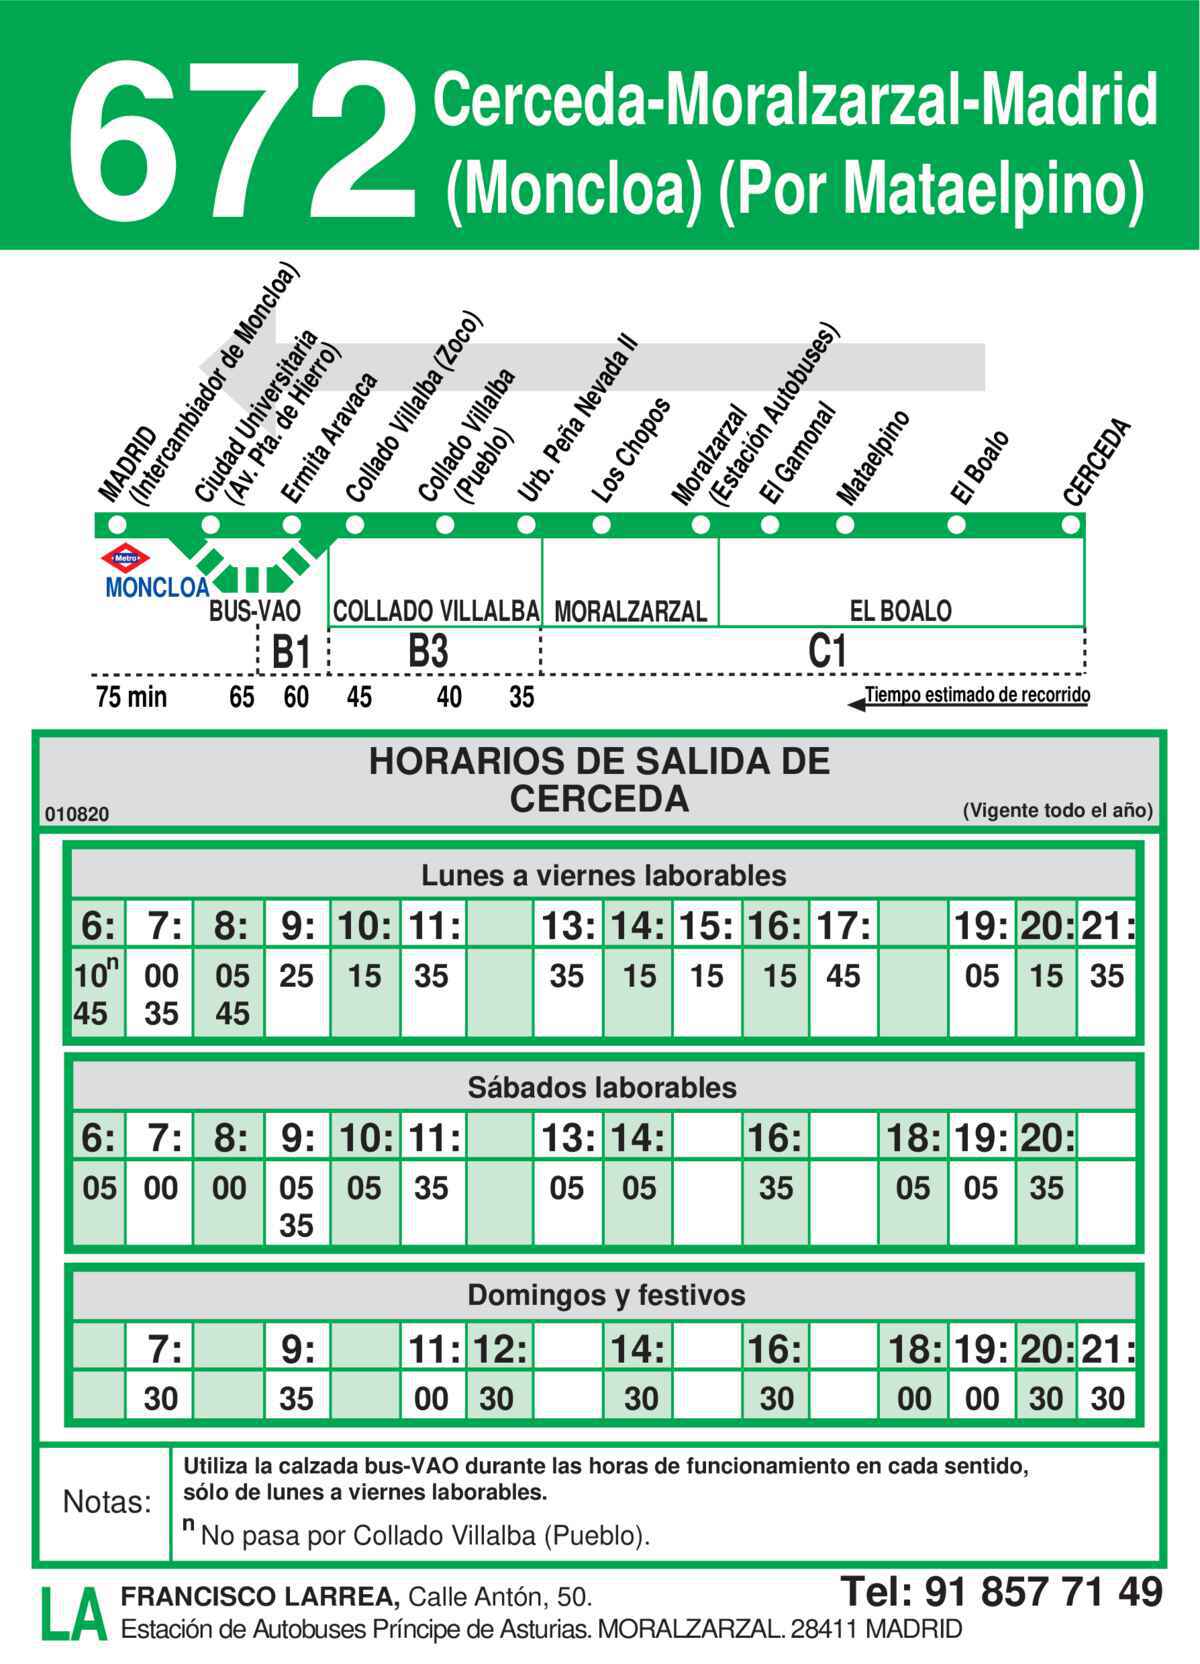 672
Cerceda-Moralzarzal-Madrid
(Moncloa) (Por Mataelpino)
MADRID
(Intercambiador de Moncloa)
Ciudad Universitaria
(Av. Pta. de Hierro)
Ermita Aravaca
Collado Villalba (Zoco)
Collado Villalba
(Pueblo)
Urb. Peña Nevada II
Los Chopos
Moralzarzal
(Estación Autobuses)
El Gamonal
Mataelpino
El Boalo
CERCEDA
Metro
MONCLOA
BUS-VAO COLLADO VILLALBA MORALZARZAL EL BOALO
B1 B3 C1
75 min 65 60 45 40 35 Tiempo estimado de recorrido
HORARIOS DE SALIDA DE
CERCEDA
010820 (Vigente todo el año)
Lunes a viernes laborables
6: 7: 8: 9: 10: 11: 13: 14: 15: 16: 17: 19: 20: 21:
10n 00 05 25 15 35 35 15 15 15 45 05 15 35
45 35 45
Sábados laborables
6: 7: 8: 9: 10: 11: 13: 14: 16: 18: 19: 20:
05 00 00 05 05 35 05 05 35 05 05 35
35
Domingos y festivos
7: 9: 11: 12: 14: 16: 18: 19: 20: 21:
30 35 00 30 30 30 00 00 30 30
Notas:
Utiliza la calzada bus-VAO durante las horas de funcionamiento en cada sentido,
sólo de lunes a viernes laborables.
n No pasa por Collado Villalba (Pueblo).
LA
FRANCISCO LARREA, Calle Antón, 50. Tel: 91 857 71 49
Estación de Autobuses Príncipe de Asturias. MORALZARZAL. 28411 MADRID